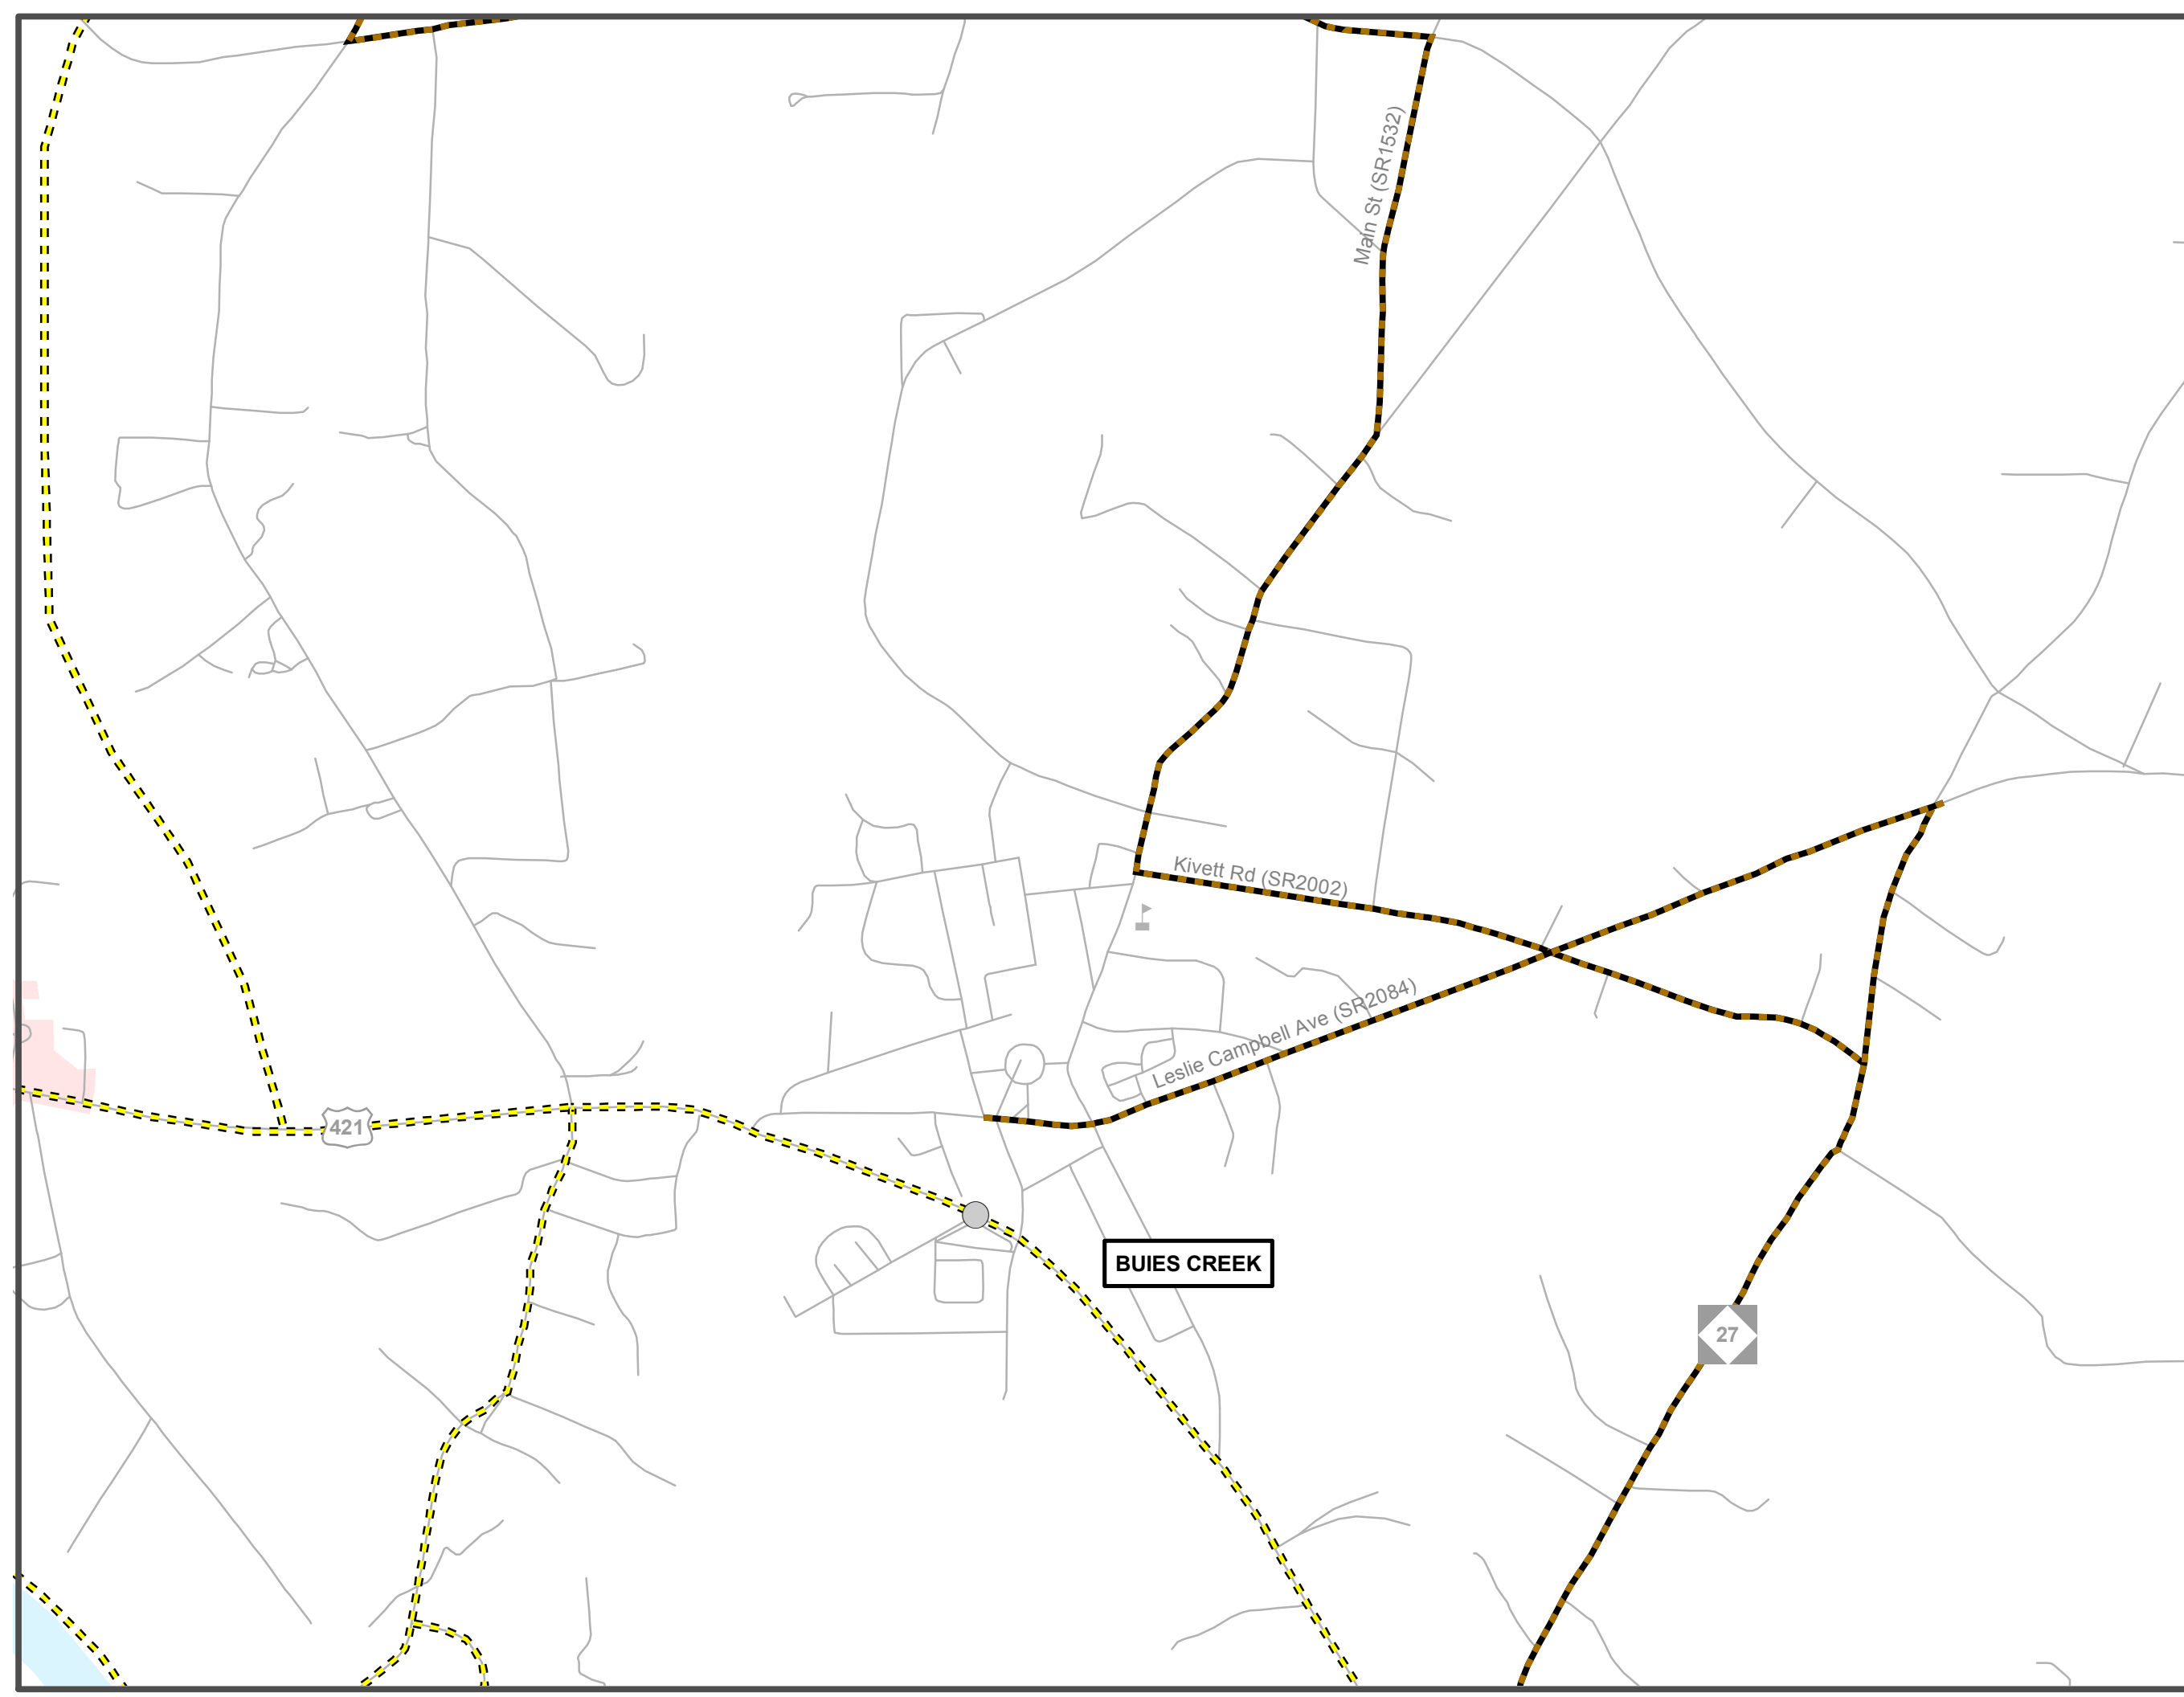 Main St (SR1532)
Kivett Rd (SR2002)
Leslie Campbell Ave (SR2084)
421
BUIES CREEK
27